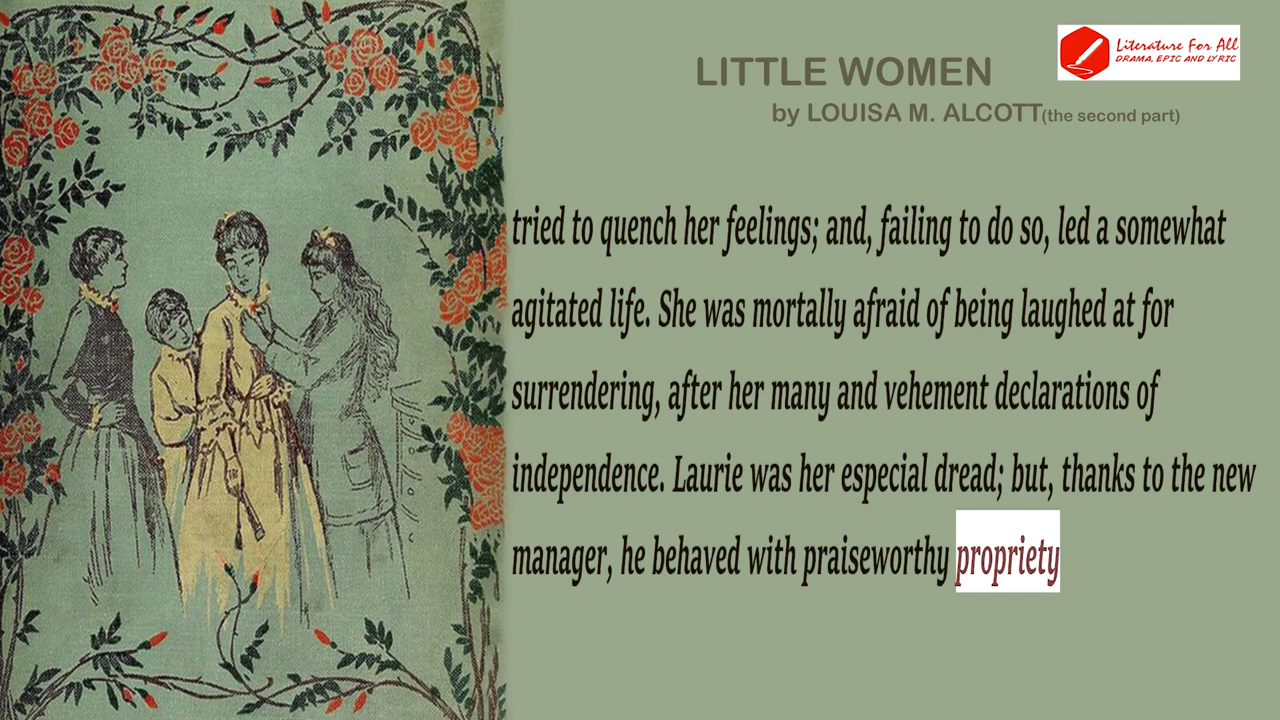 LITTLE WOMEN
by LOUISA M. ALCOTT(the second part)
Literature For All
DRAMA, EPIC AND LYRIC
tried to quench her feelings; and, failing to do so, led a somewhat
agitated life. She was mortally afraid of being laughed at for
surrendering, after her many and vehement declarations of
independence. Laurie was her especial dread; but, thanks to the new
manager, he behaved with praiseworthy propriety